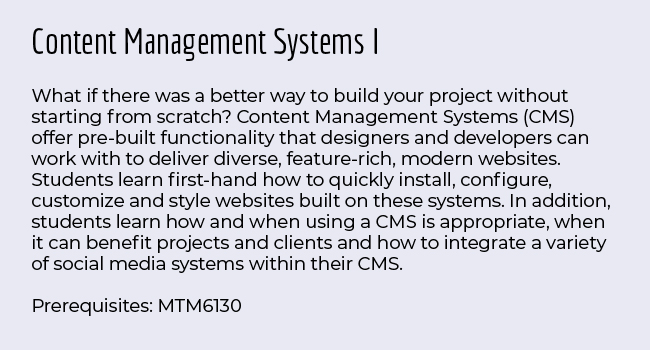 Content Management Systems I
What if there was a better way to build your project without
starting from scratch? Content Management Systems (CMS)
offer pre-built functionality that designers and developers can
work with to deliver diverse, feature-rich, modern websites.
Students learn first-hand how to quickly install, configure,
customize and style websites built on these systems. In addition,
students learn how and when using a CMS is appropriate, when
it can benefit projects and clients and how to integrate a variety
of social media systems within their CMS.
Prerequisites: MTM6130